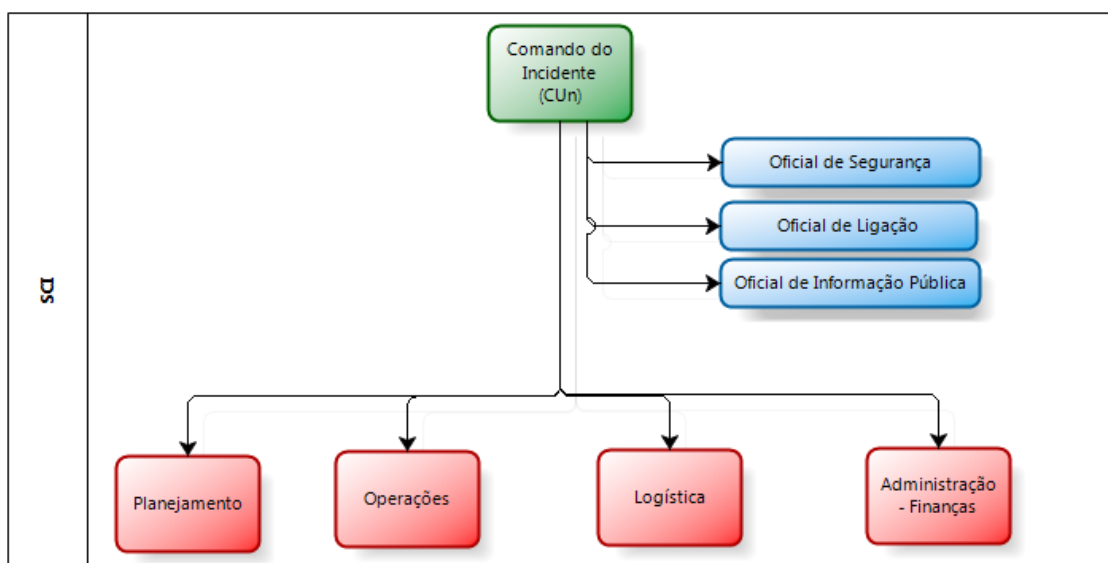 SCI
Comando do
Incidente
(CUn)
Oficial de Segurança
Oficial de Ligação
Oficial de Informação Pública
Planejamento
Operações
Logística
Administração
- Finanças